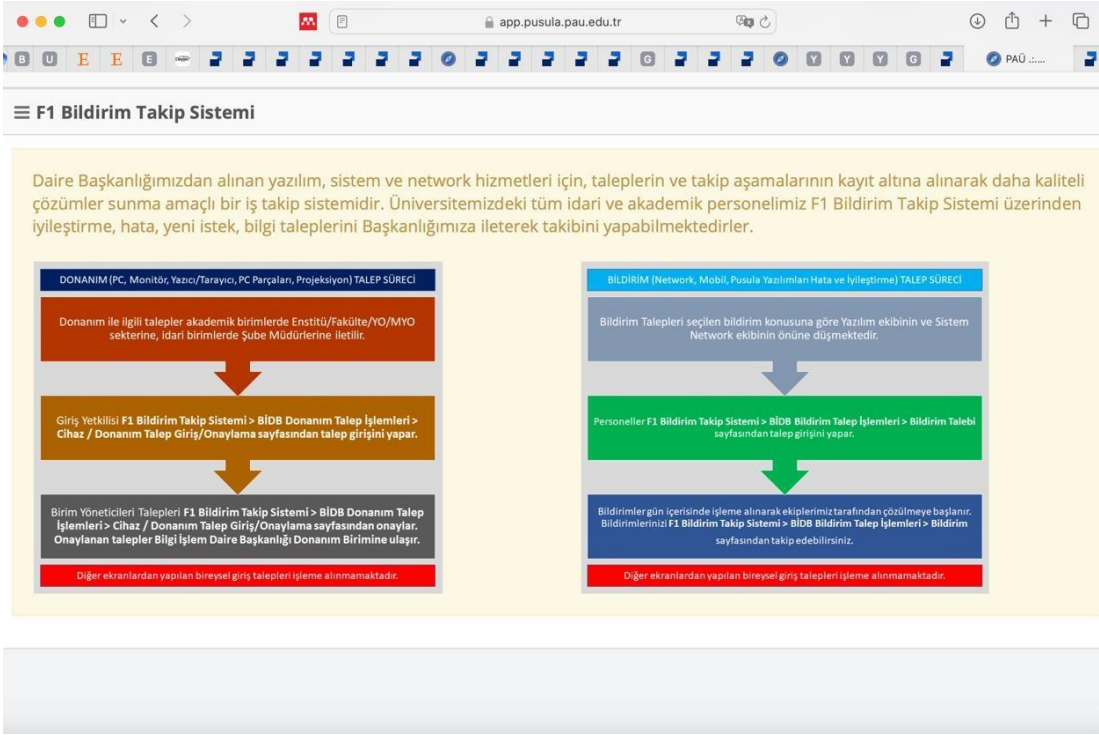 app.pusula.pau.edu.tr
B U E E E G Y Y Y G PAÜ .:....
F1 Bildirim Takip Sistemi
Daire Başkanlığımızdan alınan yazılım, sistem ve network hizmetleri için, taleplerin ve takip aşamalarının kayıt altına alınarak daha kaliteli
çözümler sunma amaçlı bir iş takip sistemidir. Üniversitemizdeki tüm idari ve akademik personelimiz F1 Bildirim Takip Sistemi üzerinden
iyileştirme, hata, yeni istek, bilgi taleplerini Başkanlığımıza ileterek takibini yapabilmektedirler.
DONANIM (PC, Monitör, Yazıcı/Tarayıcı, PC Parçaları, Projeksiyon) TALEP SÜRECİ
Donanım ile ilgili talepler akademik birimlerde Enstitü/Fakülte/YO/MYO
sekterine, idari birimlerde Şube Müdürlerine iletilir.
Giriş Yetkilisi F1 Bildirim Takip Sistemi > BİDB Donanım Talep İşlemleri >
Cihaz / Donanım Talep Giriş/Onaylama sayfasından talep girişini yapar.
Birim Yöneticileri Talepleri F1 Bildirim Takip Sistemi > BİDB Donanım Talep
İşlemleri > Cihaz / Donanım Talep Giriş/Onaylama sayfasından onaylar.
Onaylanan talepler Bilgi İşlem Daire Başkanlığı Donanım Birimine ulaşır.
Diğer ekranlardan yapılan bireysel giriş talepleri işleme alınmamaktadır.
BİLDİRİM (Network, Mobil, Pusula Yazılımları Hata ve İyileştirme) TALEP SÜRECİ
Bildirim Talepleri seçilen bildirim konusuna göre Yazılım ekibinin ve Sistem
Network ekibinin önüne düşmektedir.
Personeller F1 Bildirim Takip Sistemi > BİDB Bildirim Talep İşlemleri > Bildirim Talebi
sayfasından talep girişini yapar.
Bildirimler gün içerisinde işleme alınarak ekiplerimiz tarafından çözülmeye başlanır.
Bildirimlerinizi F1 Bildirim Takip Sistemi > BİDB Bildirim Talep İşlemleri > Bildirim
sayfasından takip edebilirsiniz.
Diğer ekranlardan yapılan bireysel giriş talepleri işleme alınmamaktadır.